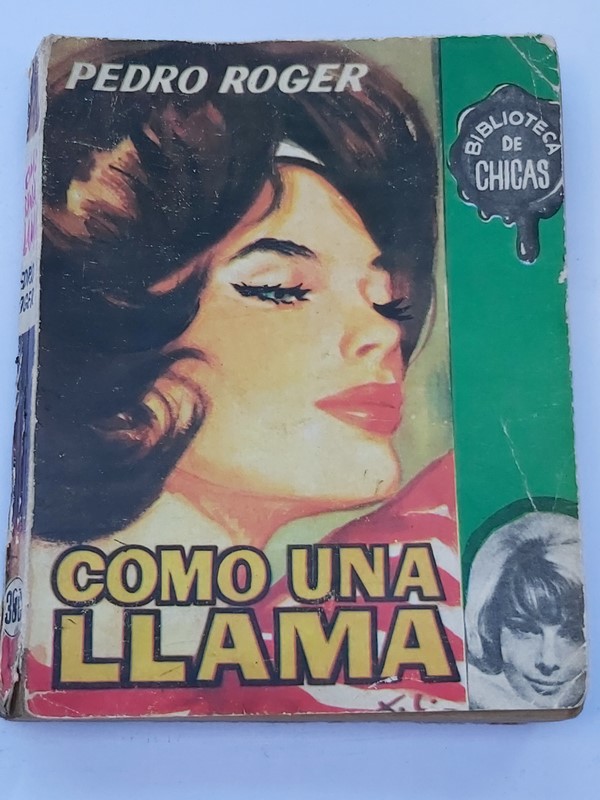 PEDRO ROGER
BIBLIOTECA
DE
CHICAS
COMO UNA
LLAMA